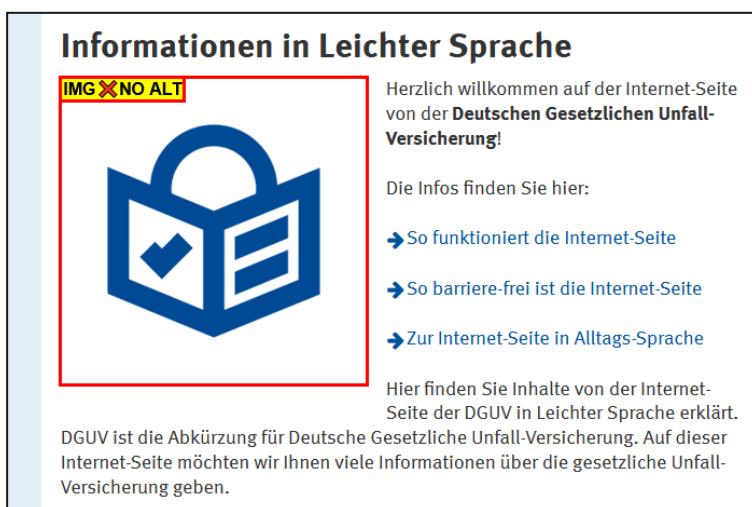 Informationen in Leichter Sprache
IMG NO ALT
Herzlich willkommen auf der Internet-Seite
von der Deutschen Gesetzlichen Unfall-
Versicherung!
Die Infos finden Sie hier:
So funktioniert die Internet-Seite
So barriere-frei ist die Internet-Seite
Zur Internet-Seite in Alltags-Sprache
Hier finden Sie Inhalte von der Internet-
Seite der DGUV in Leichter Sprache erklärt.
DGUV ist die Abkürzung für Deutsche Gesetzliche Unfall-Versicherung. Auf dieser
Internet-Seite möchten wir Ihnen viele Informationen über die gesetzliche Unfall-
Versicherung geben.